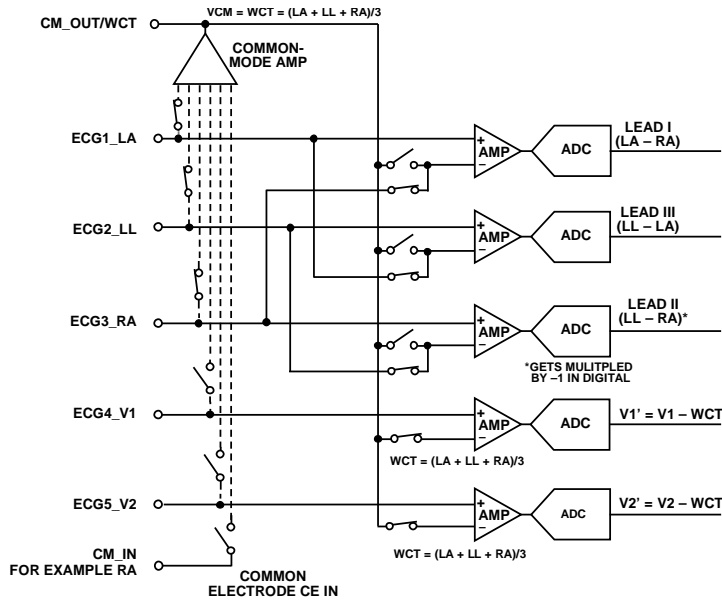 CM_OUT/WCT
VCM = WCT = (LA + LL + RA)/3
COMMON-
MODE AMP
ECG1_LA
+
AMP
–
ADC
LEAD I
(LA – RA)
ECG2_LL
+
AMP
–
ADC
LEAD III
(LL – LA)
ECG3_RA
+
AMP
–
ADC
LEAD II
(LL – RA)*
*GETS MULITPLED
BY –1 IN DIGITAL
ECG4_V1
+
AMP
–
ADC
V1’ = V1 – WCT
WCT = (LA + LL + RA)/3
ECG5_V2
+
AMP
–
ADC
V2’ = V2 – WCT
WCT = (LA + LL + RA)/3
CM_IN
FOR EXAMPLE RA
COMMON
ELECTRODE CE IN